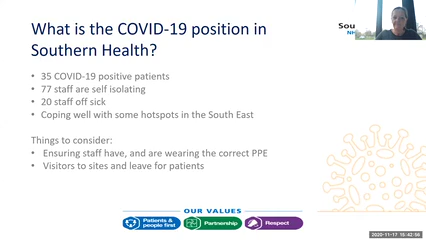 What is the COVID-19 position in
Southern Health?
• 35 COVID-19 positive patients
• 77 staff are self isolating
• 20 staff off sick
• Coping well with some hotspots in the South East
Things to consider:
• Ensuring staff have, and are wearing the correct PPE
• Visitors to sites and leave for patients
OUR VALUES
Patients &
people first
Partnership
Respect
2020-11-17 15:42:56